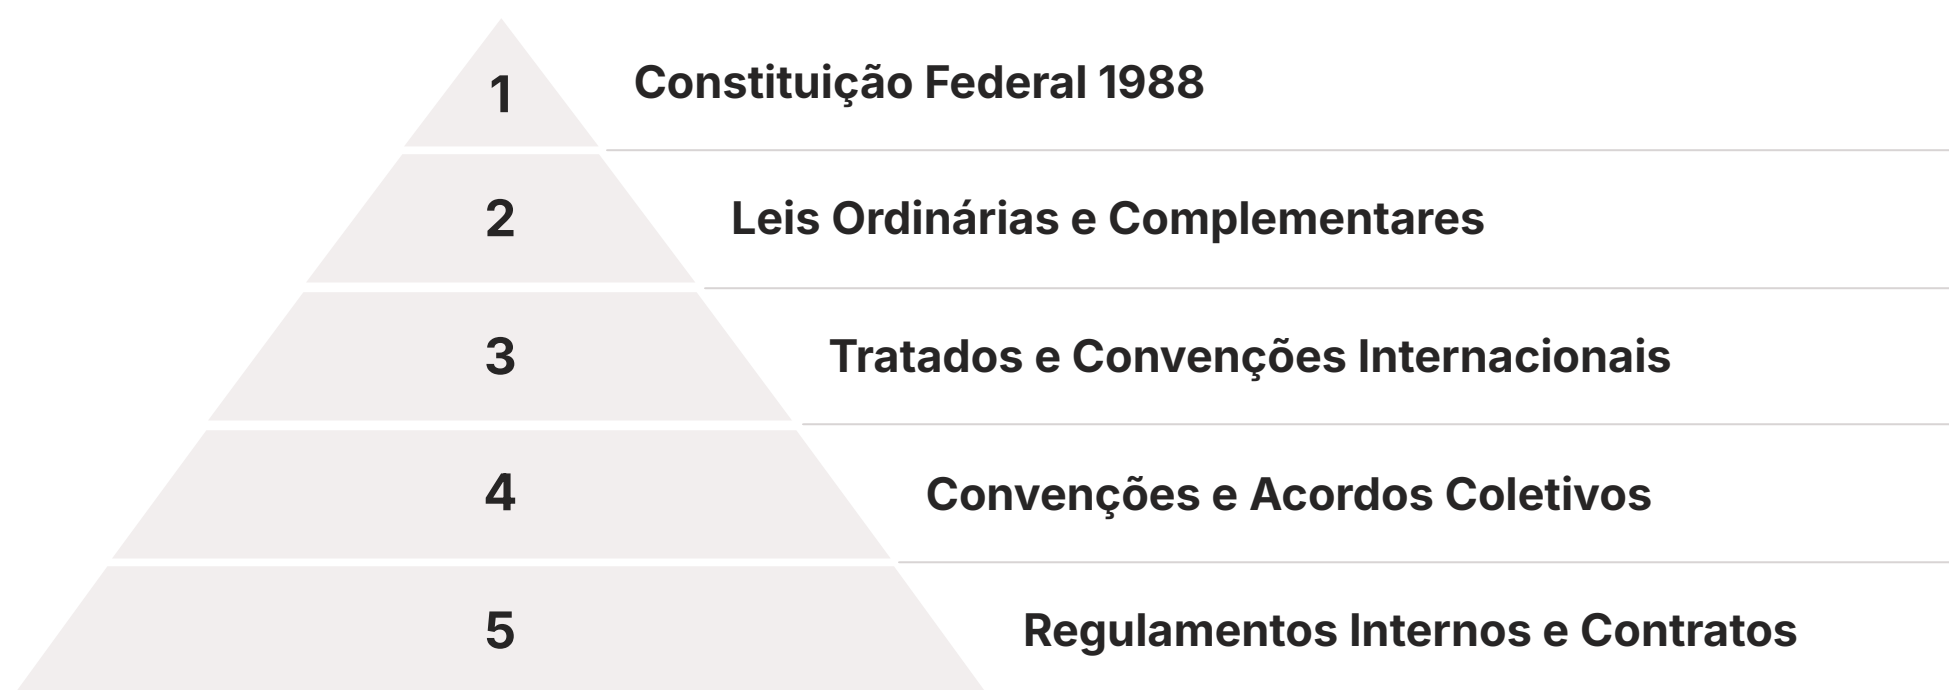 1
Constituição Federal 1988
2
Leis Ordinárias e Complementares
3
Tratados e Convenções Internacionais
4
Convenções e Acordos Coletivos
5
Regulamentos Internos e Contratos